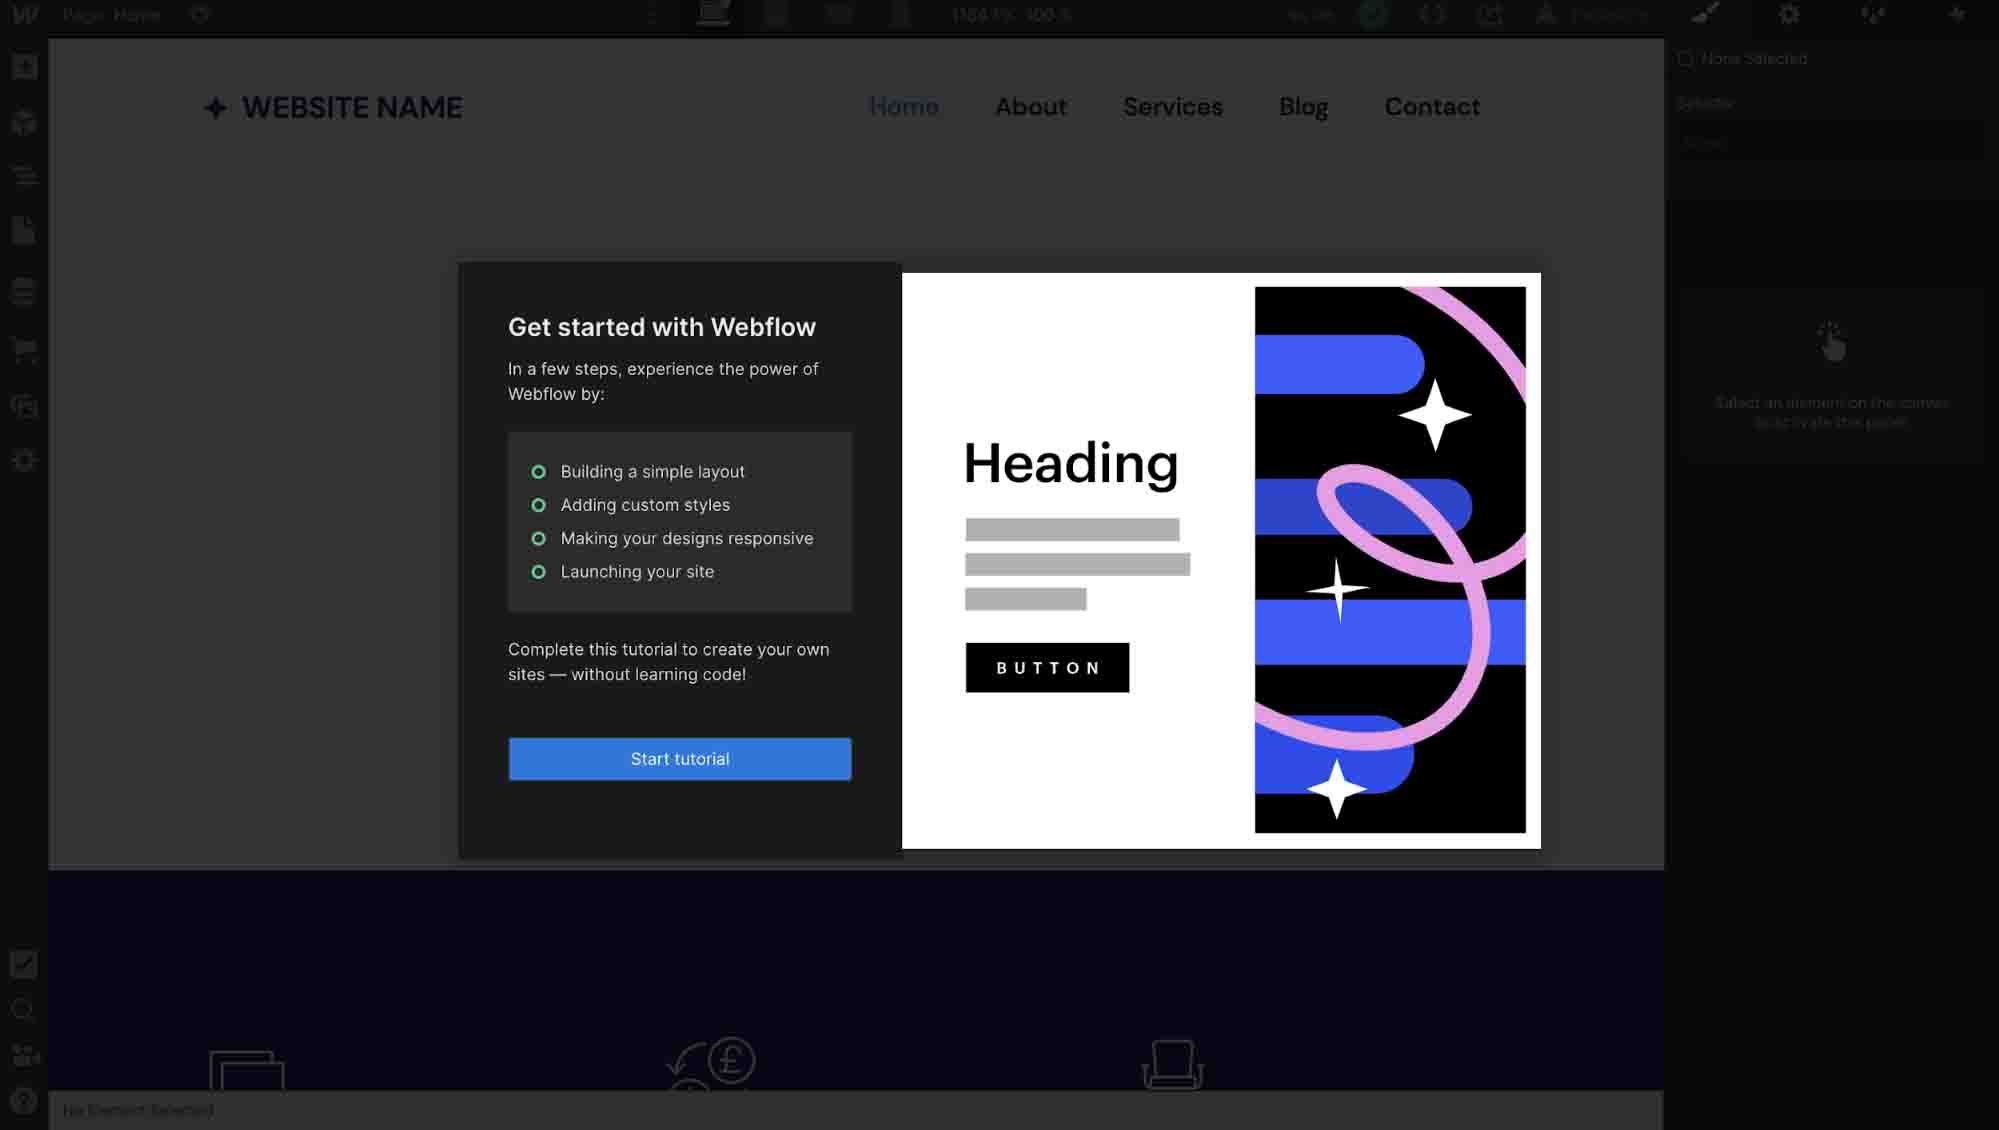 Page: Home
None Selected
Selector
WEBSITE NAME
Home
About
Services
Blog
Contact
Get started with Webflow
In a few steps, experience the power of
Webflow by:
Building a simple layout
Adding custom styles
Making your designs responsive
Launching your site
Complete this tutorial to create your own
sites — without learning code!
Start tutorial
Heading
BUTTON
Select an element on the canvas
to activate this panel.
No Element Selected